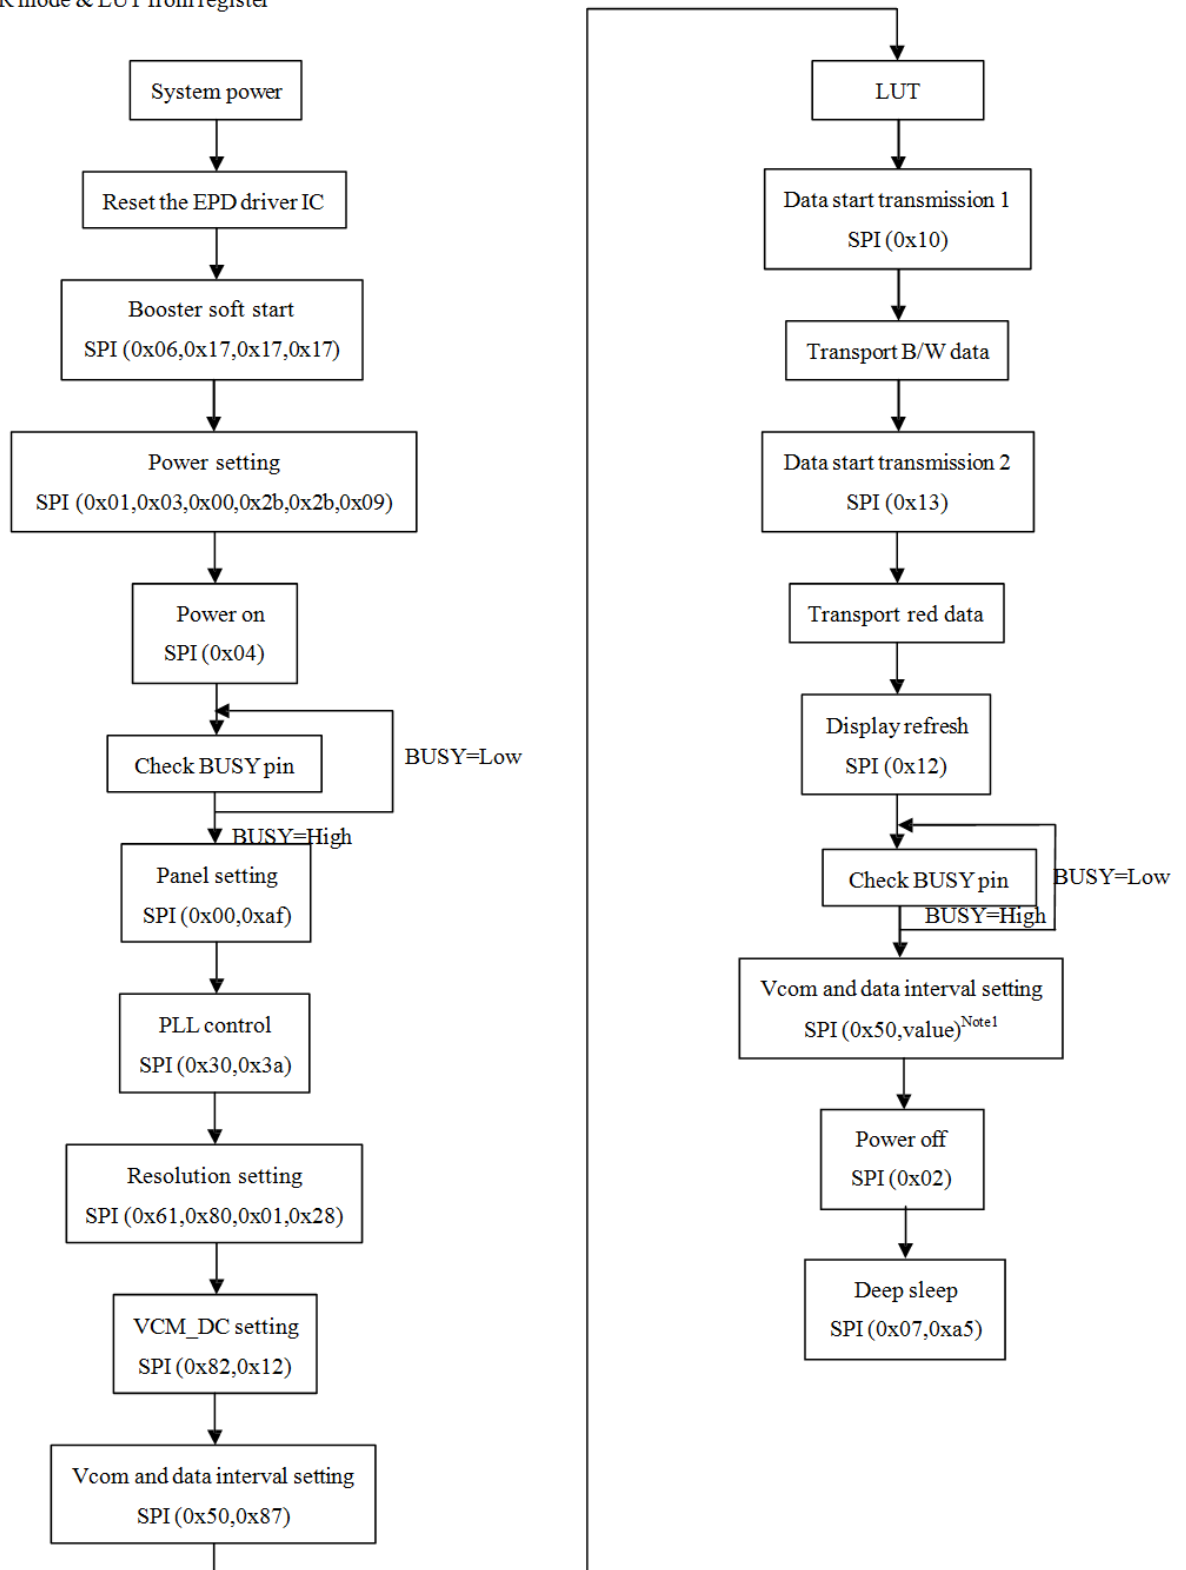 mode & LUT from register
System power
Reset the EPD driver IC
Booster soft start
SPI (0x06,0x17,0x17,0x17)
Power setting
SPI (0x01,0x03,0x00,0x2b,0x2b,0x09)
Power on
SPI (0x04)
Check BUSY pin
BUSY=Low
BUSY=High
Panel setting
SPI (0x00,0xaf)
PLL control
SPI (0x30,0x3a)
Resolution setting
SPI (0x61,0x80,0x01,0x28)
VCM_DC setting
SPI (0x82,0x12)
Vcom and data interval setting
SPI (0x50,0x87)
LUT
Data start transmission 1
SPI (0x10)
Transport B/W data
Data start transmission 2
SPI (0x13)
Transport red data
Display refresh
SPI (0x12)
Check BUSY pin
BUSY=Low
BUSY=High
Vcom and data interval setting
SPI (0x50,value)Note1
Power off
SPI (0x02)
Deep sleep
SPI (0x07,0xa5)